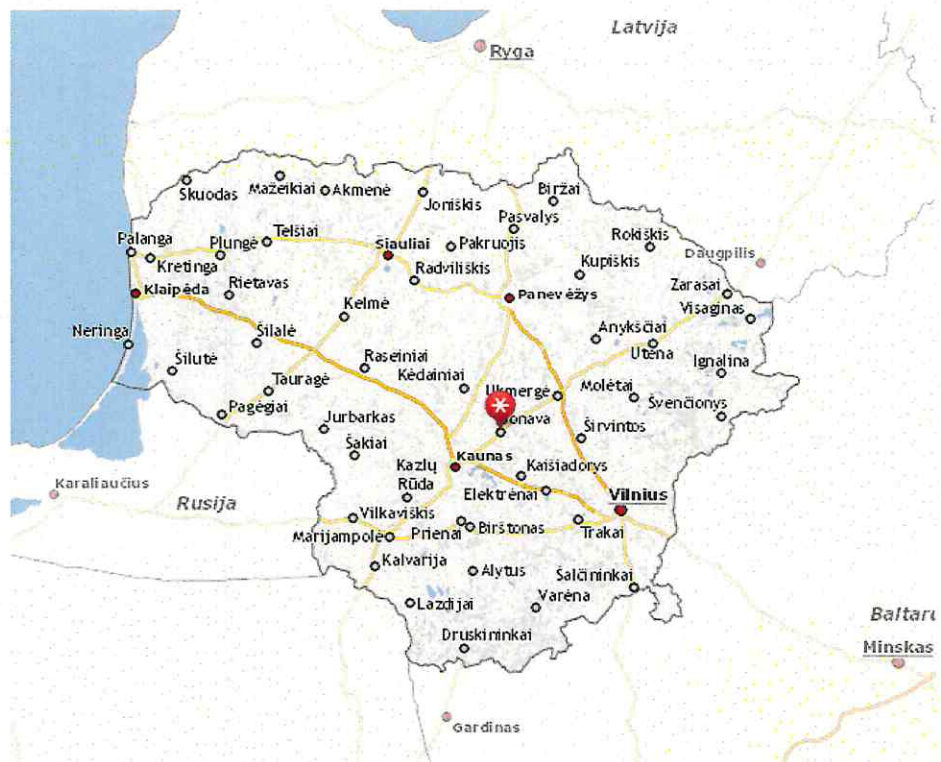 Latvija
Ryga
Skuodas
Mažeikiai
Akmenė
Joniškis
Biržai
Pasvalys
Rokiškis
Palanga
Plungė
Telšiai
Šiauliai
Pakruojis
Kretinga
Radviliškis
Kupiškis
Daugpilis
Klaipėda
Rietavas
Kelmė
Panevėžys
Zarasai
Visaginas
Neringa
Šilalė
Anykščiai
Utena
Šilutė
Raseiniai
Kėdainiai
Ignalina
Tauragė
Ukmergė
Molėtai
Pagėgiai
Švenčionys
Jurbarkas
onava
Širvintos
Šakiai
Kaunas
Kaišiadorys
Kazlų
Rūda
Karaliaučius
Elektrėnai
Vilnius
Rusija
Vilkaviškis
Marijampolė
Prienai
Birštonas
Trakai
Kalvarija
Alytus
Šalčininkai
Lazdijai
Varėna
Baltaru
Druskininkai
Minskas
Gardinas